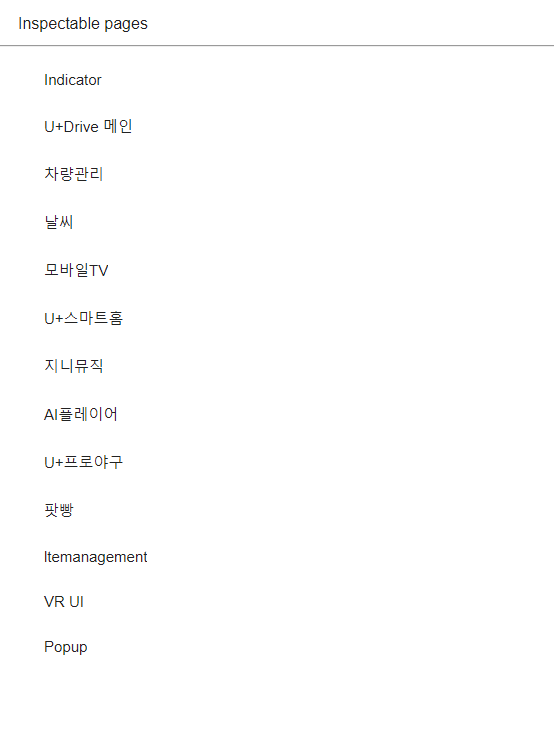 Inspectable pages
Indicator
U+Drive 메인
차량관리
날씨
모바일TV
U+스마트홈
지니뮤직
AI플레이어
U+프로야구
팟빵
Itemanagement
VR UI
Popup